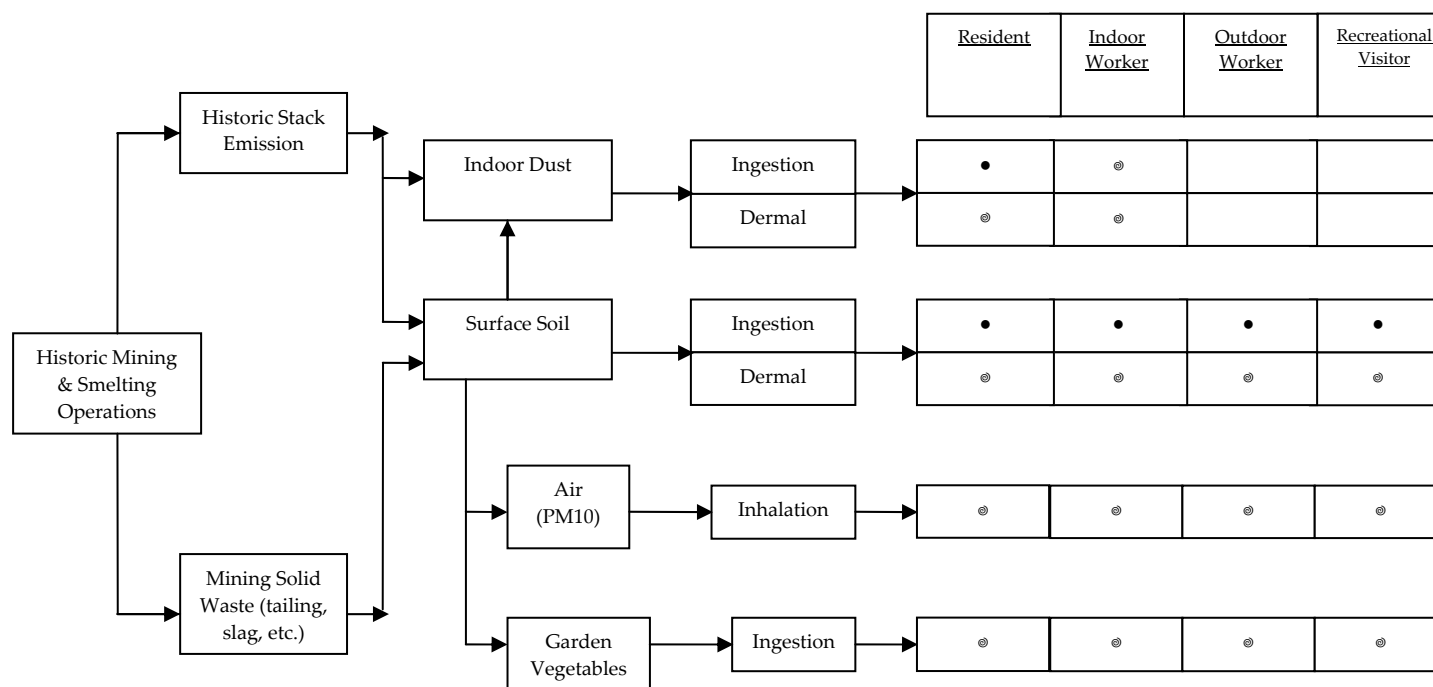 Resident
Indoor
Worker
Outdoor
Worker
Recreational
Visitor
Historic Stack
Emission
Indoor Dust
Ingestion
Dermal
Surface Soil
Ingestion
Dermal
Historic Mining
& Smelting
Operations
Air
(PM10)
Inhalation
Mining Solid
Waste (tailing,
slag, etc.)
Garden
Vegetables
Ingestion